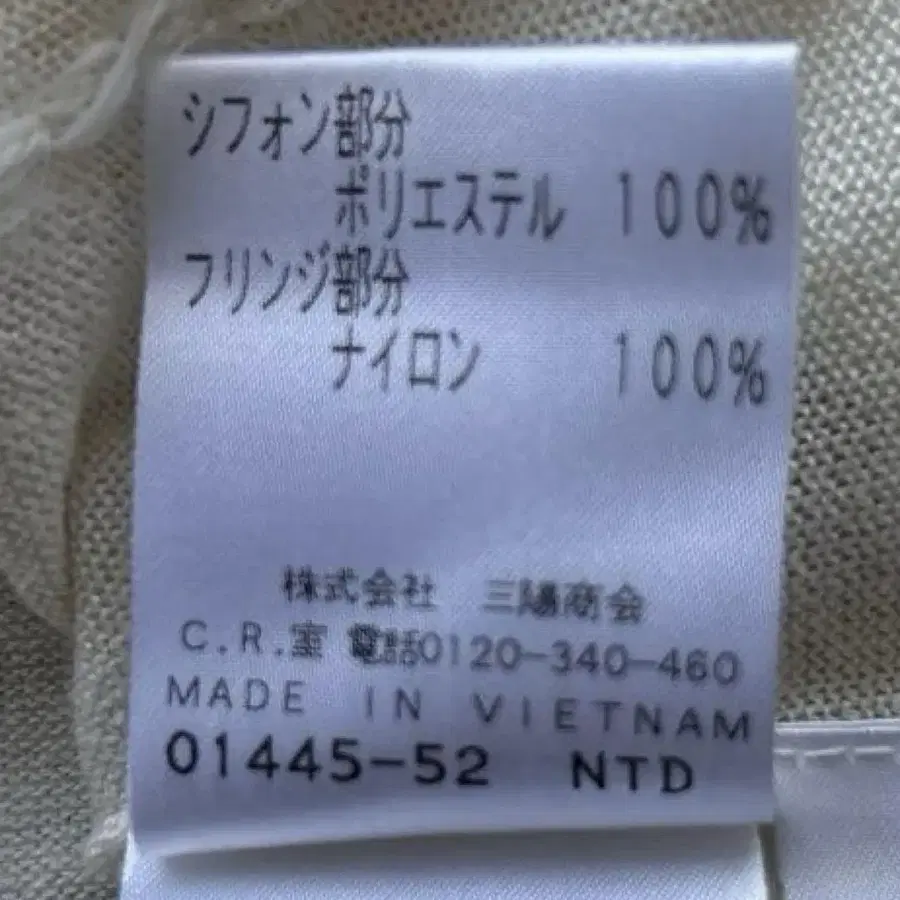 シフォン部分
ポリエステル 100%
フリンジ部分
ナイロン 100%
株式会社 三陽商会
C.R.室 電話0120-340-460
MADE IN VIETNAM
01445-52 NTD